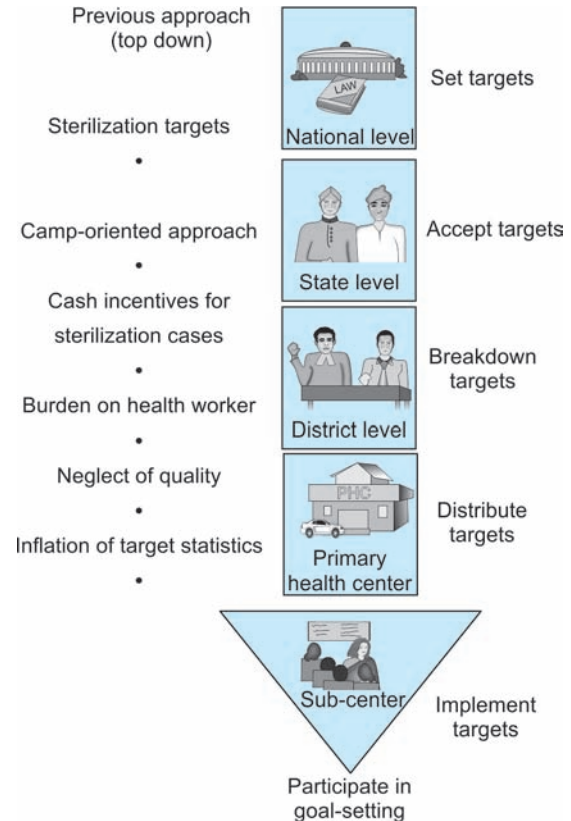 Previous approach
(top down)
LAW
National level
Set targets
Sterilization targets
•
State level
Accept targets
Camp-oriented approach
•
Cash incentives for
sterilization cases
•
District level
Breakdown
targets
Burden on health worker
•
Neglect of quality
•
Inflation of target statistics
•
PHC
Primary
health center
Distribute
targets
Sub-center
Implement
targets
Participate in
goal-setting